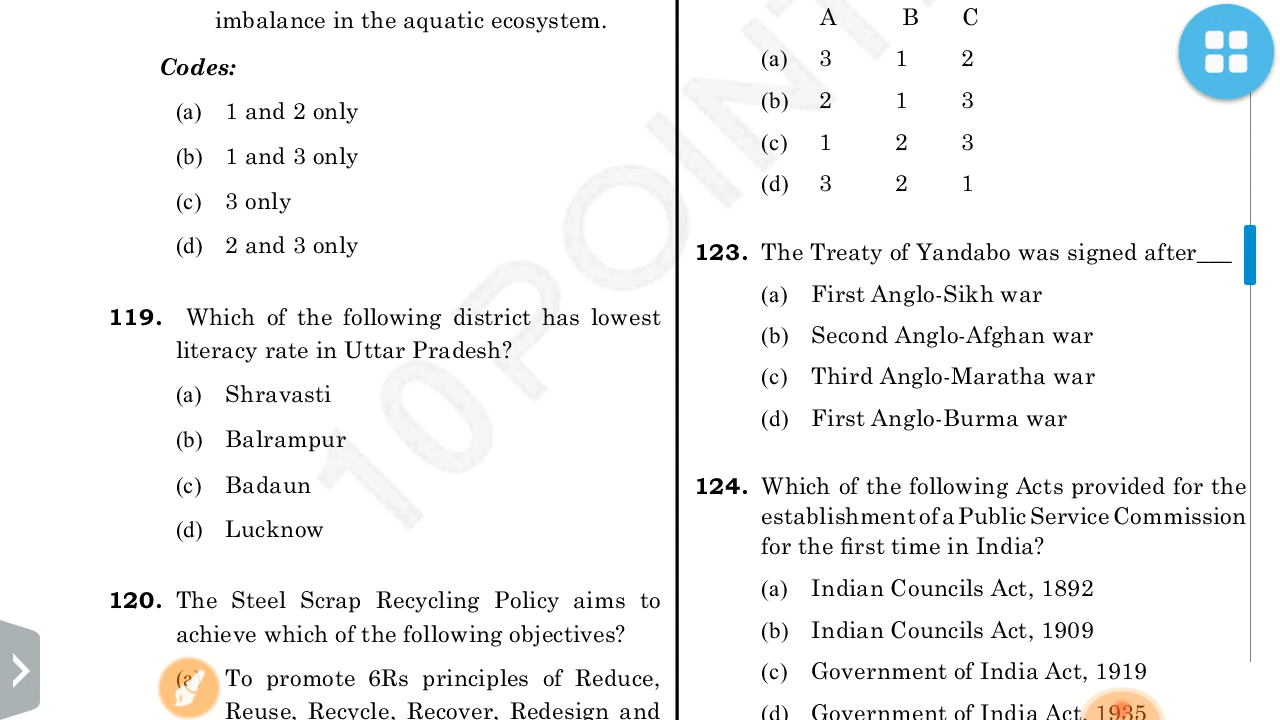 imbalance in the aquatic ecosystem.
Codes:
(a) 1 and 2 only
(b) 1 and 3 only
(c) 3 only
(d) 2 and 3 only
119. Which of the following district has lowest
literacy rate in Uttar Pradesh?
(a) Shravasti
(b) Balrampur
(c) Badaun
(d) Lucknow
120. The Steel Scrap Recycling Policy aims to
achieve which of the following objectives?
(a) To promote 6Rs principles of Reduce,
Reuse, Recycle, Recover, Redesign and
A B C
(a) 3 1 2
(b) 2 1 3
(c) 1 2 3
(d) 3 2 1
123. The Treaty of Yandabo was signed after___
(a) First Anglo-Sikh war
(b) Second Anglo-Afghan war
(c) Third Anglo-Maratha war
(d) First Anglo-Burma war
124. Which of the following Acts provided for the
establishment of a Public Service Commission
for the first time in India?
(a) Indian Councils Act, 1892
(b) Indian Councils Act, 1909
(c) Government of India Act, 1919
(d) Government of India Act, 1935
10POINT